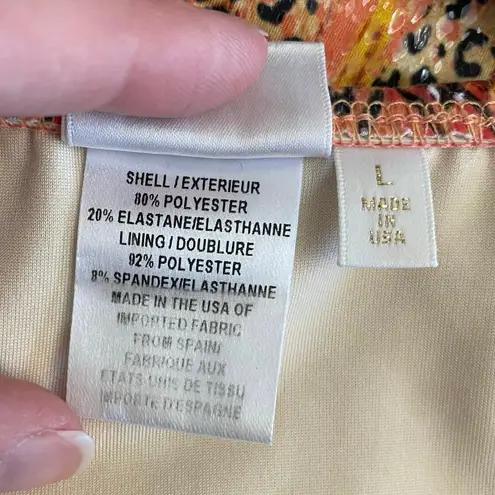 SHELL / EXTERIEUR
80% POLYESTER
20% ELASTANE/ELASTHANNE
LINING / DOUBLURE
92% POLYESTER
8% SPANDEX/ELASTHANNE
MADE IN THE USA OF
IMPORTED FABRIC
FROM SPAIN/
FABRIQUE AUX
ETATS-UNIS DE TISSU
IMPORTE D'ESPAGNE
L
MADE
IN
USA